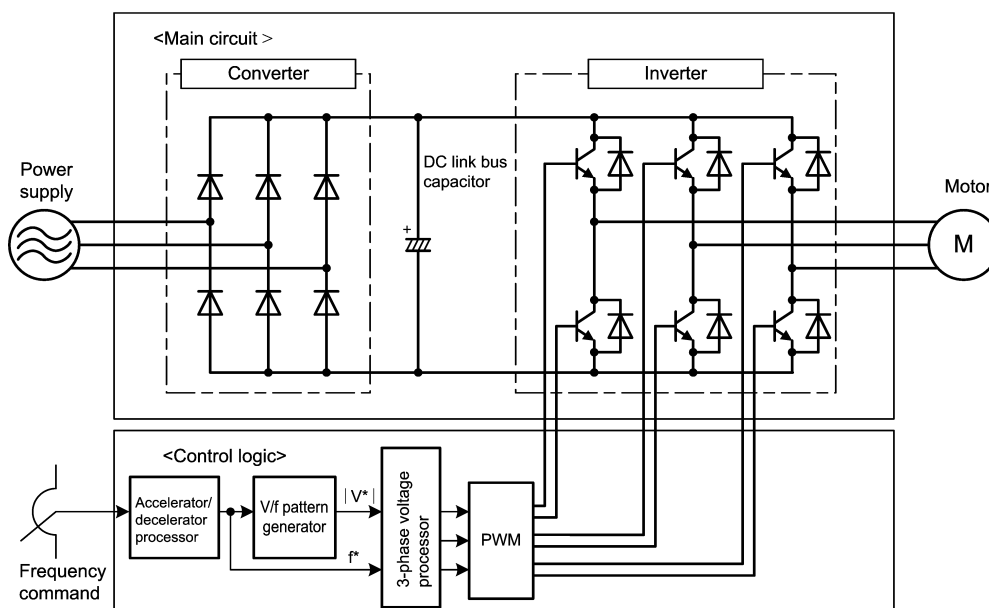 <Main circuit >
Converter
Inverter
Power
supply
DC link bus
capacitor
+
Motor
M
<Control logic>
Accelerator/
decelerator
processor
V/f pattern
generator
| V* |
f*
3-phase voltage
processor
PWM
Frequency
command